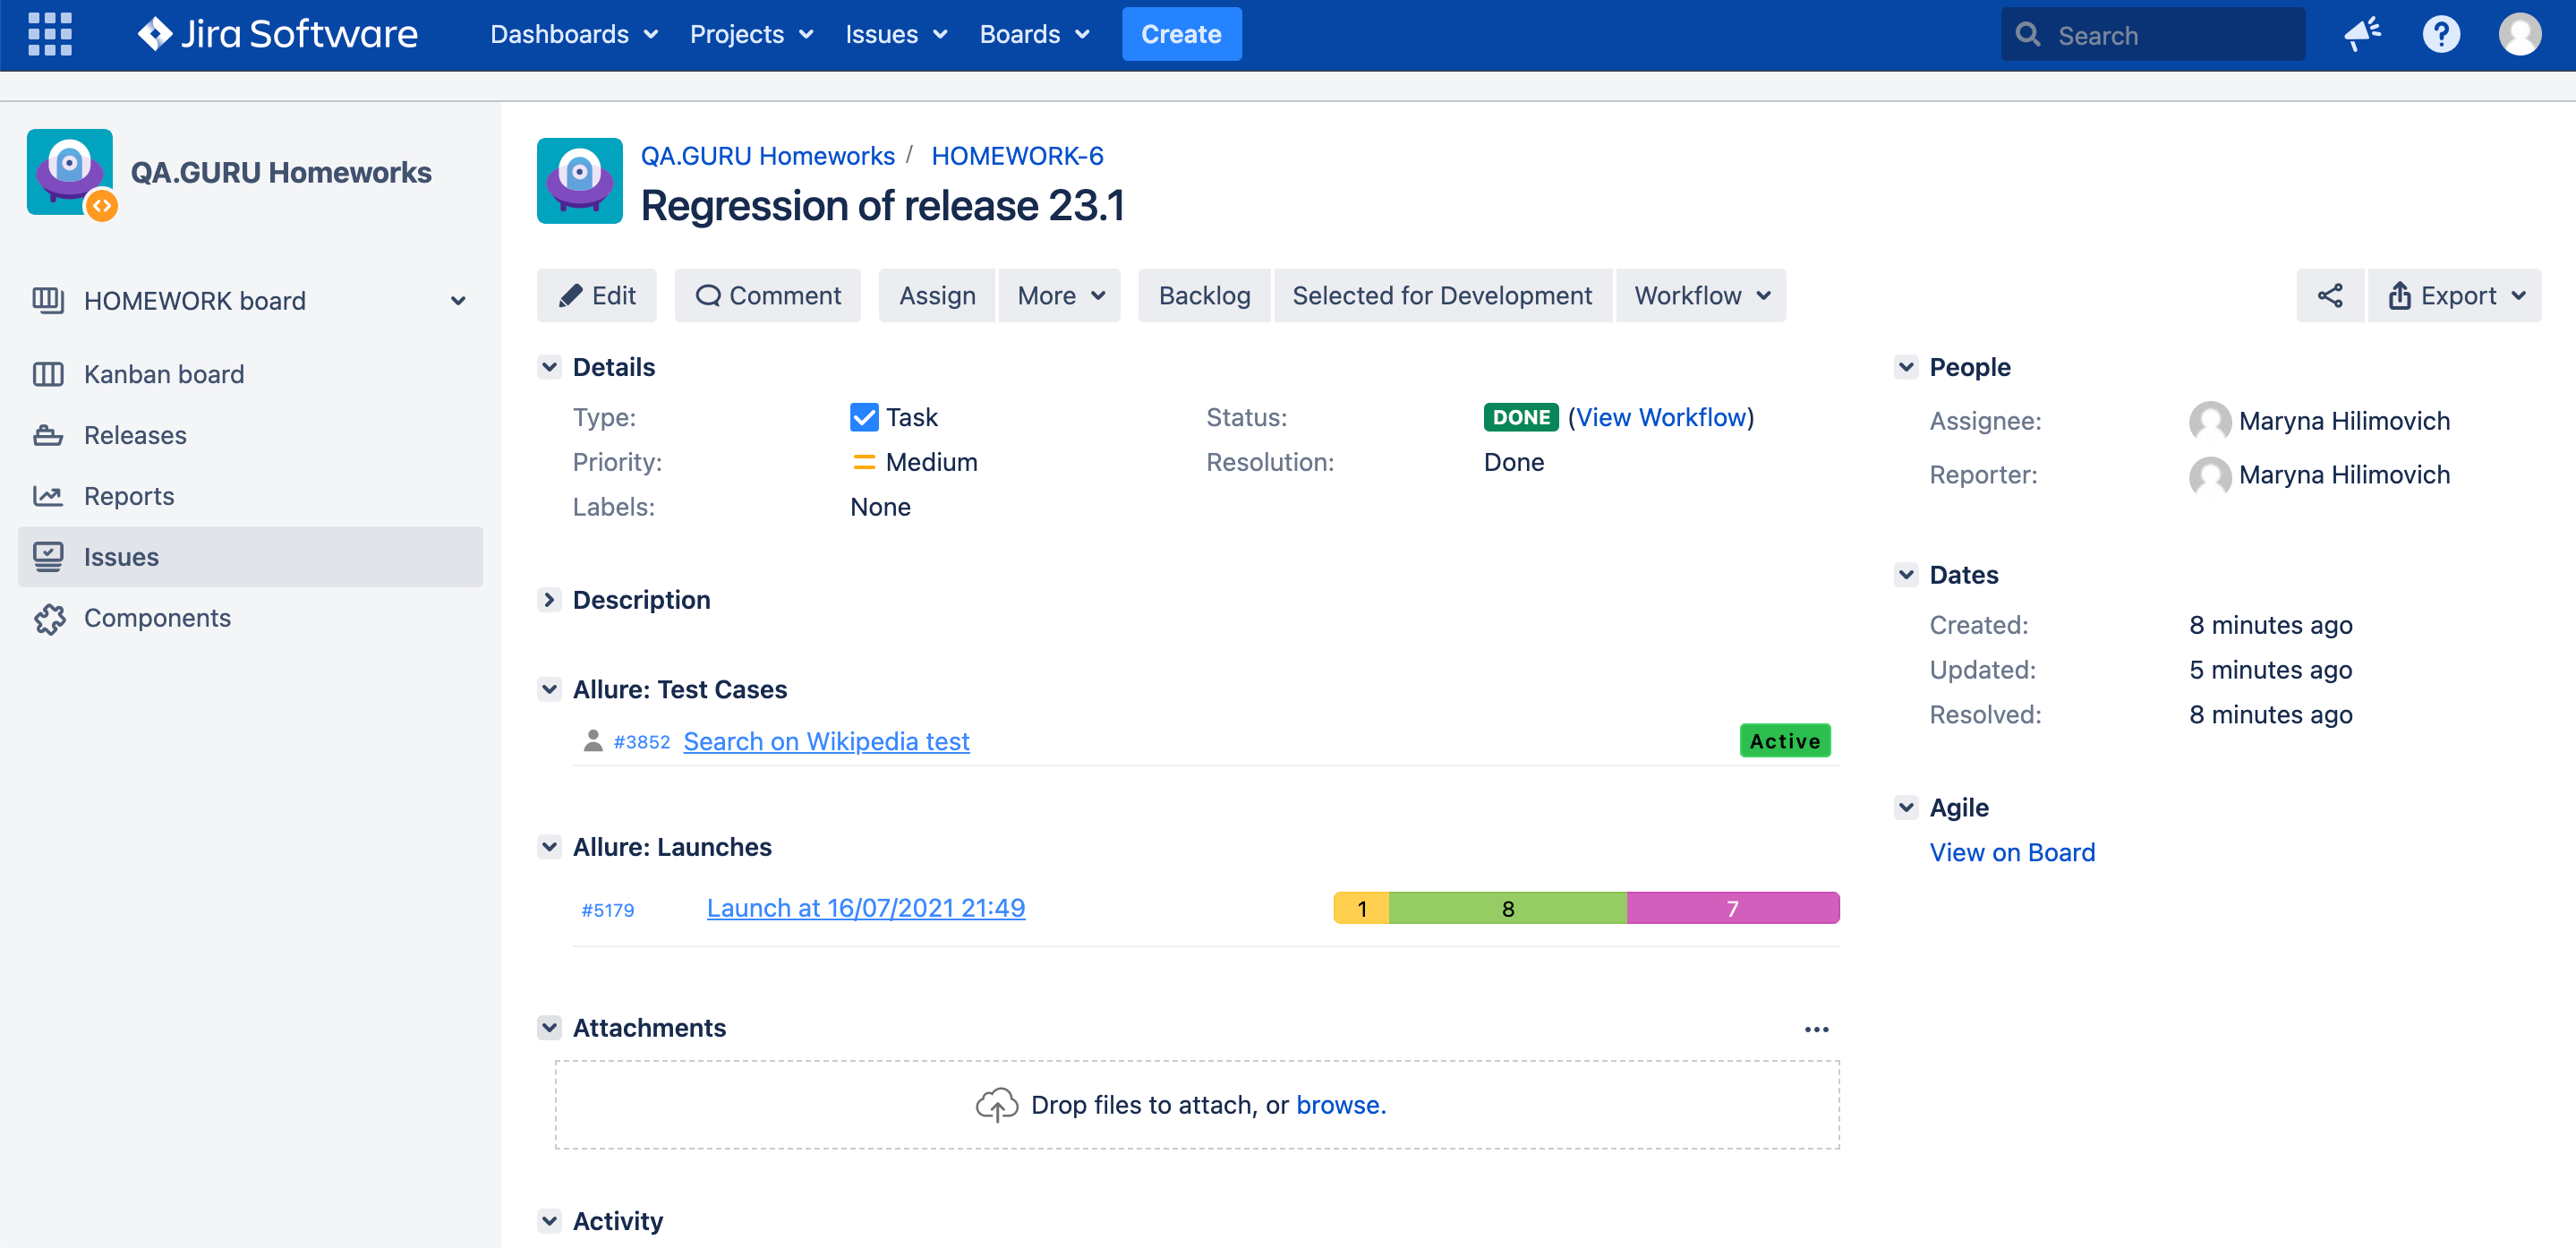 Jira Software Dashboards Projects Issues Boards Create Search
QA.GURU Homeworks
HOMEWORK board
Kanban board
Releases
Reports
Issues
Components
QA.GURU Homeworks / HOMEWORK-6
Regression of release 23.1
Edit Comment Assign More Backlog Selected for Development Workflow Export
Details
Type: Task Status: DONE (View Workflow)
Priority: Medium Resolution: Done
Labels: None
Description
Allure: Test Cases
#3852 Search on Wikipedia test Active
Allure: Launches
#5179 Launch at 16/07/2021 21:49 1 8 7
Attachments
Drop files to attach, or browse.
Activity
People
Assignee: Maryna Hilimovich
Reporter: Maryna Hilimovich
Dates
Created: 8 minutes ago
Updated: 5 minutes ago
Resolved: 8 minutes ago
Agile
View on Board